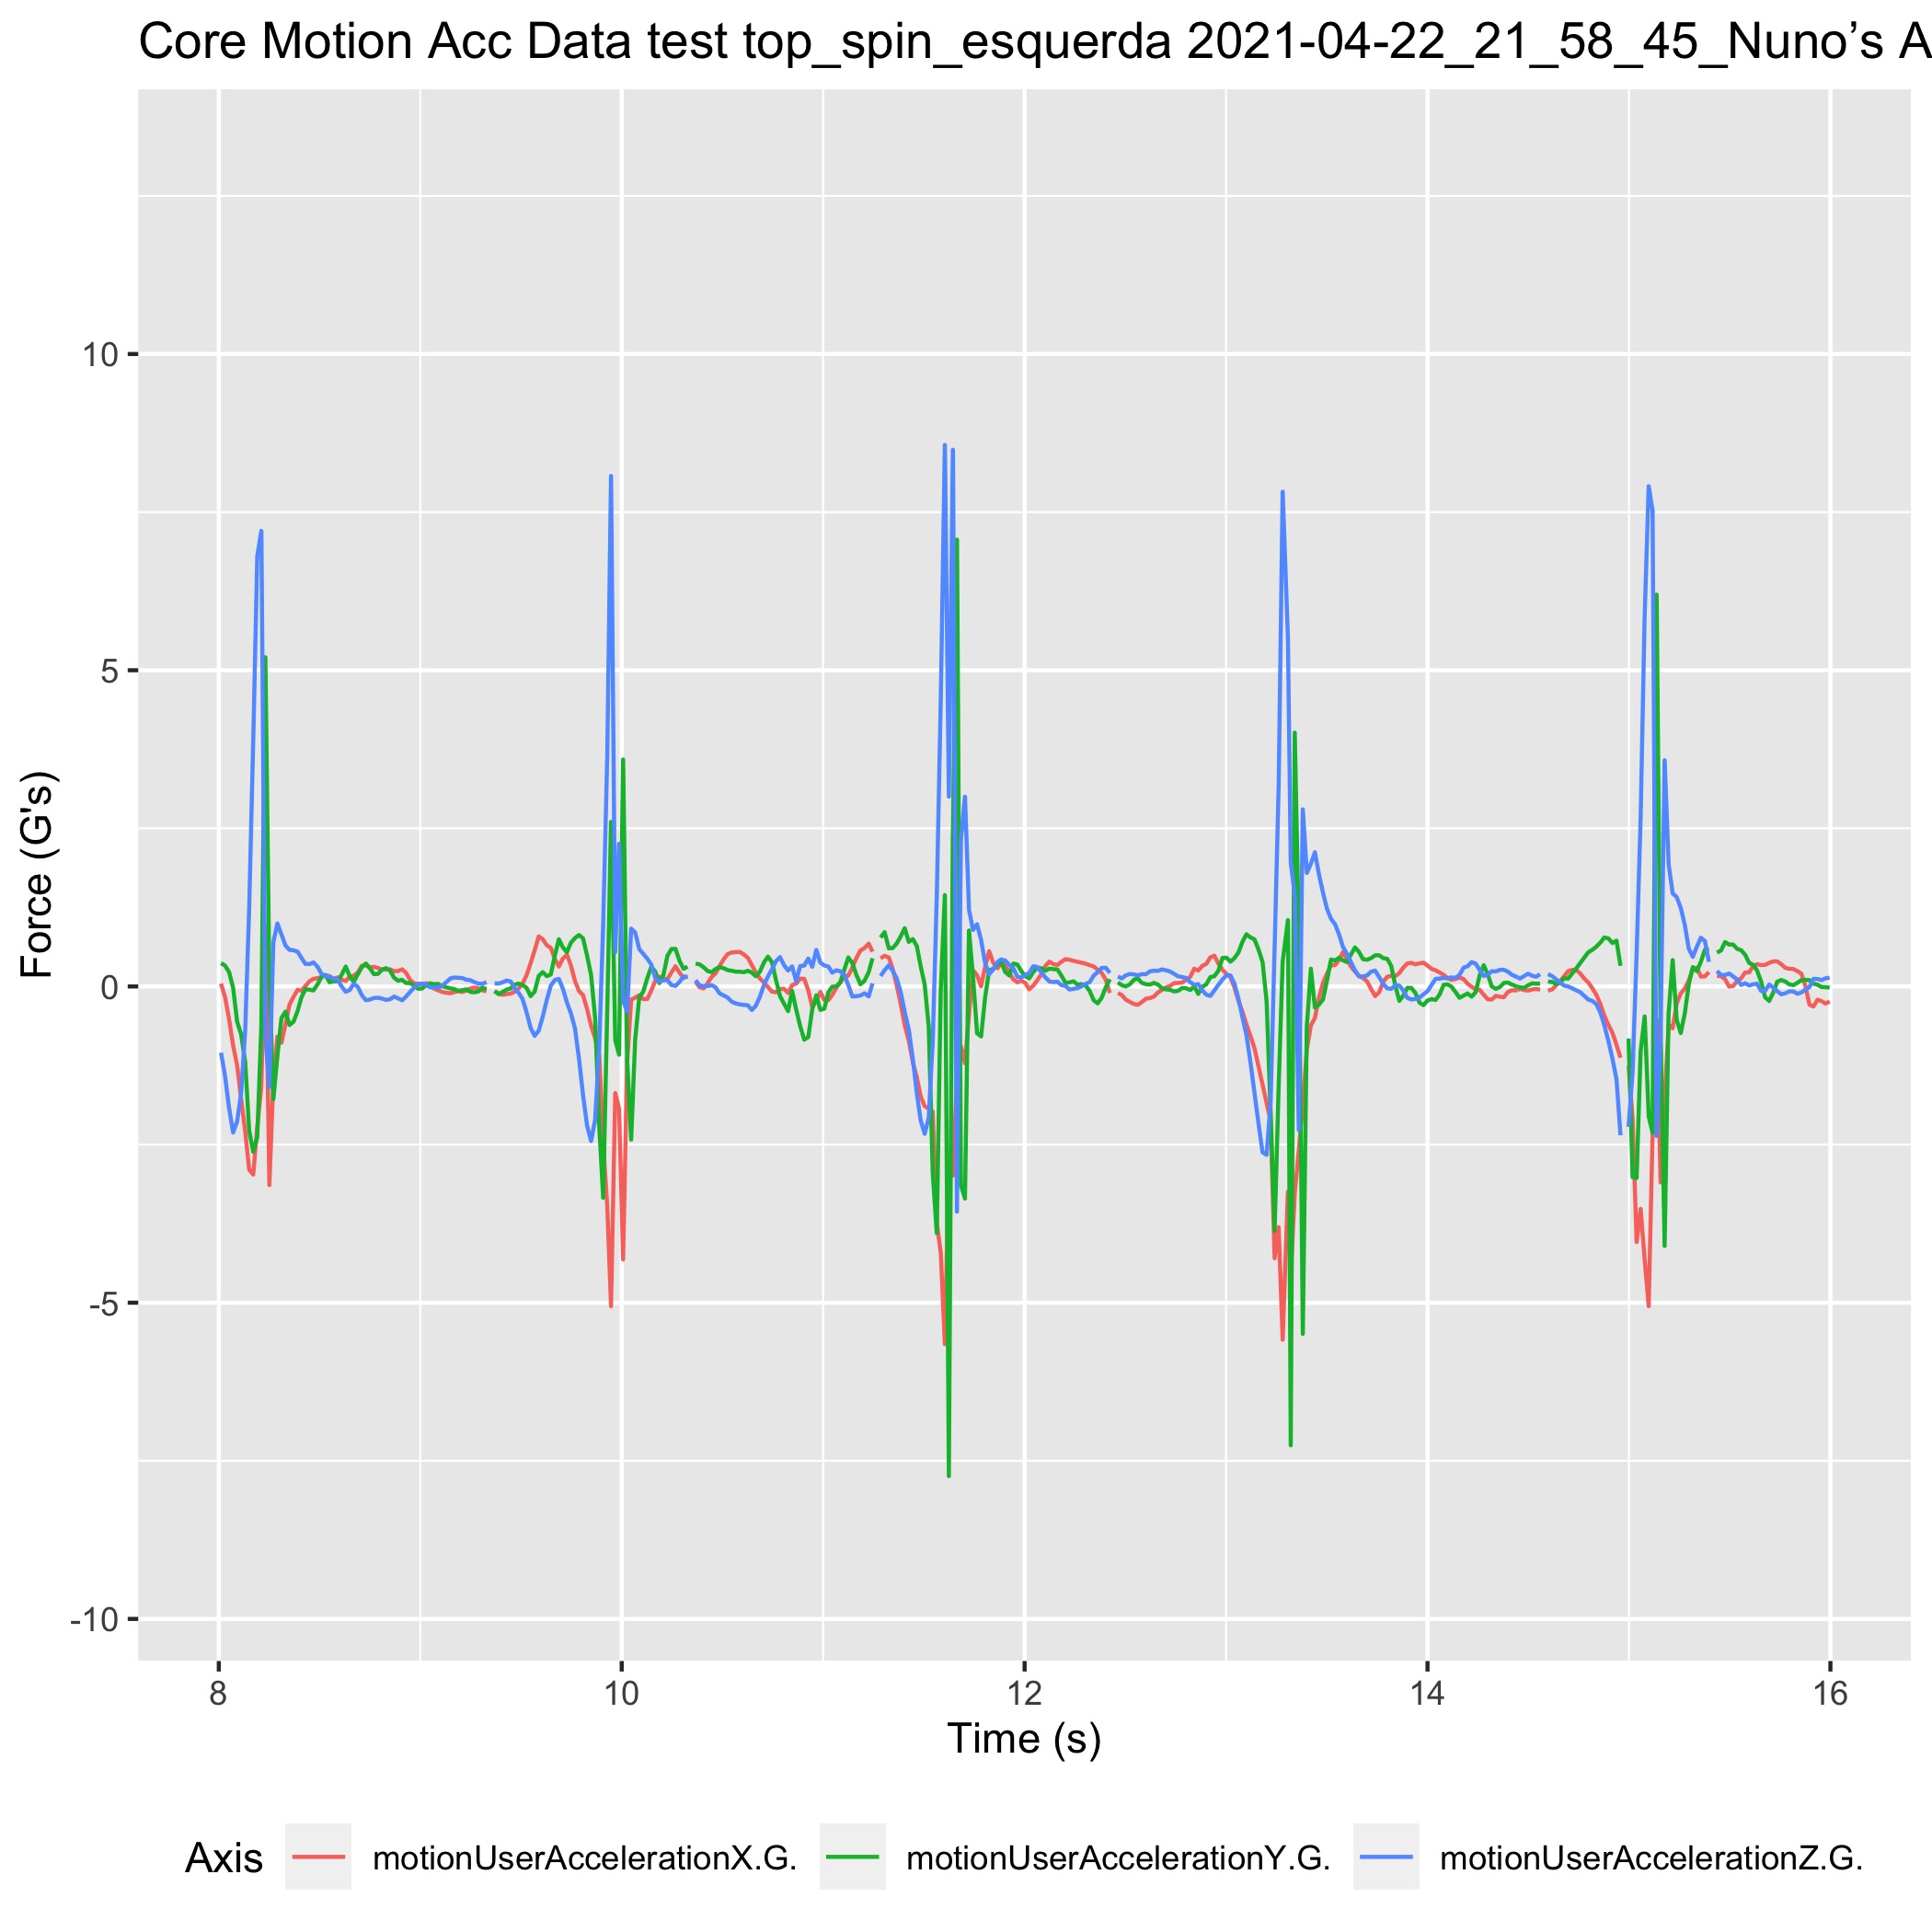 Core Motion Acc Data test top_spin_esquerda 2021-04-22_21_58_45_Nuno’s A
10
5
0
-5
-10
Force (G's)
8 10 12 14 16
Time (s)
Axis motionUserAccelerationX.G. motionUserAccelerationY.G. motionUserAccelerationZ.G.